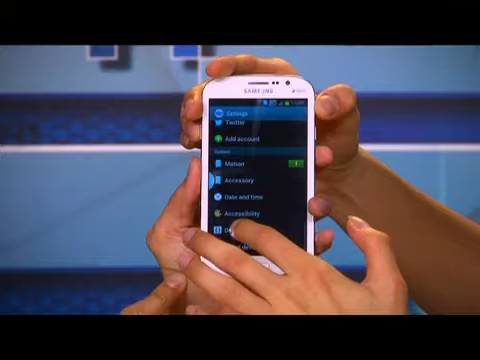 SAMSUNG
Settings
Twitter
Add account
System
Motion
Accessory
Date and time
Accessibility